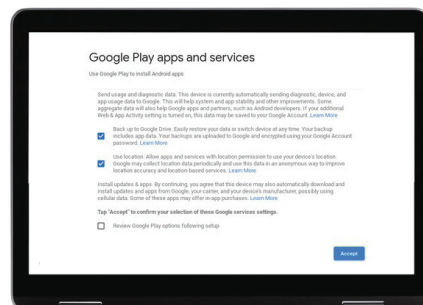 Google Play apps and services
Use Google Play to install Android apps
Send usage and diagnostic data. This device is currently automatically sending diagnostic, device, and
app usage data to Google. This will help system and app stability and other improvements. Some
aggregate data will also help Google apps and partners, such as Android developers. If your additional
Web & App Activity setting is turned on, this data may be saved to your Google Account. Learn More
Back up to Google Drive. Easily restore your data or switch device at any time. Your backup
includes app data. Your backups are uploaded to Google and encrypted using your Google Account
password. Learn More
Use location. Allow apps and services with location permission to use your device's location.
Google may collect location data periodically and use this data in an anonymous way to improve
location accuracy and location-based services. Learn More
Install updates & apps. By continuing, you agree that this device may also automatically download and
install updates and apps from Google, your carrier, and your device's manufacturer, possibly using
cellular data. Some of these apps may offer in-app purchases. Learn More
Tap "Accept" to confirm your selection of these Google services settings.
Review Google Play options following setup
Accept